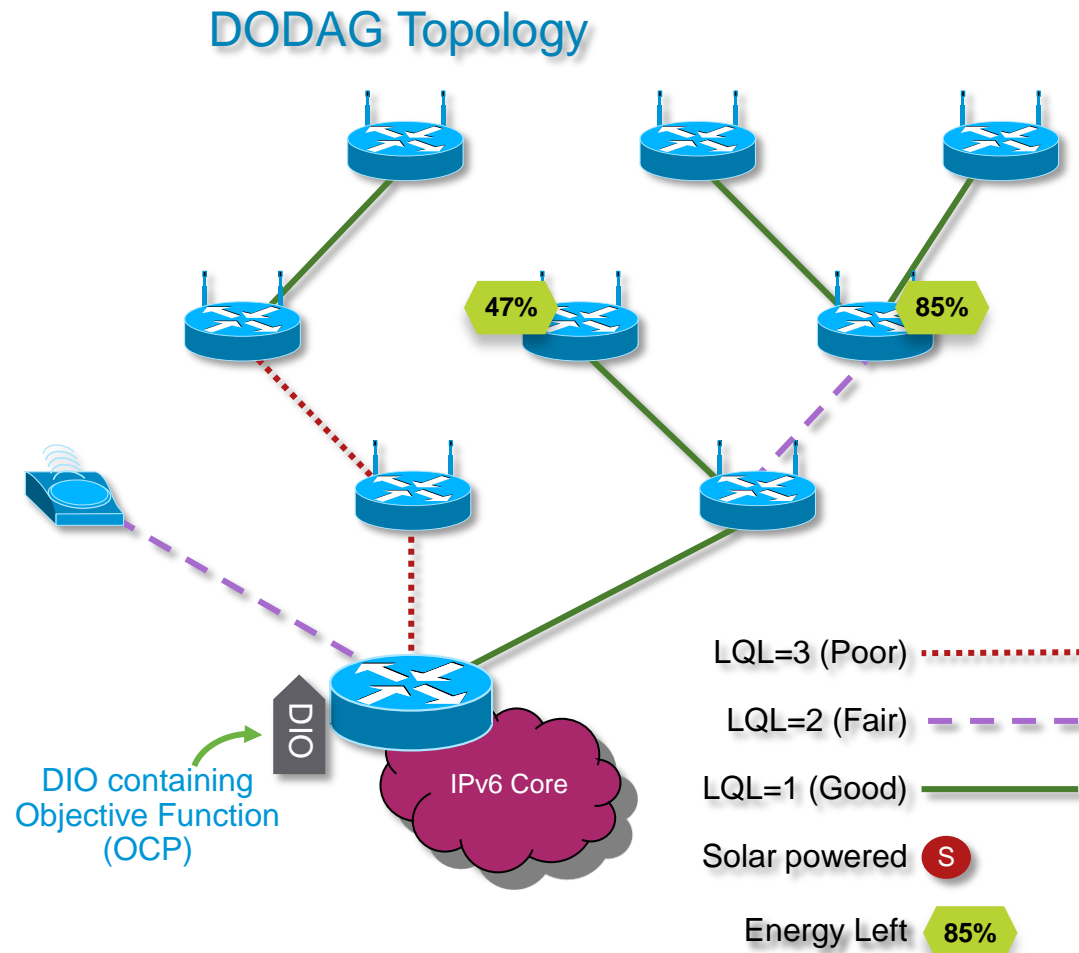 DODAG Topology
47%
85%
DIO
DIO containing
Objective Function
(OCP)
IPv6 Core
LQL=3 (Poor)
LQL=2 (Fair)
LQL=1 (Good)
Solar powered S
Energy Left 85%